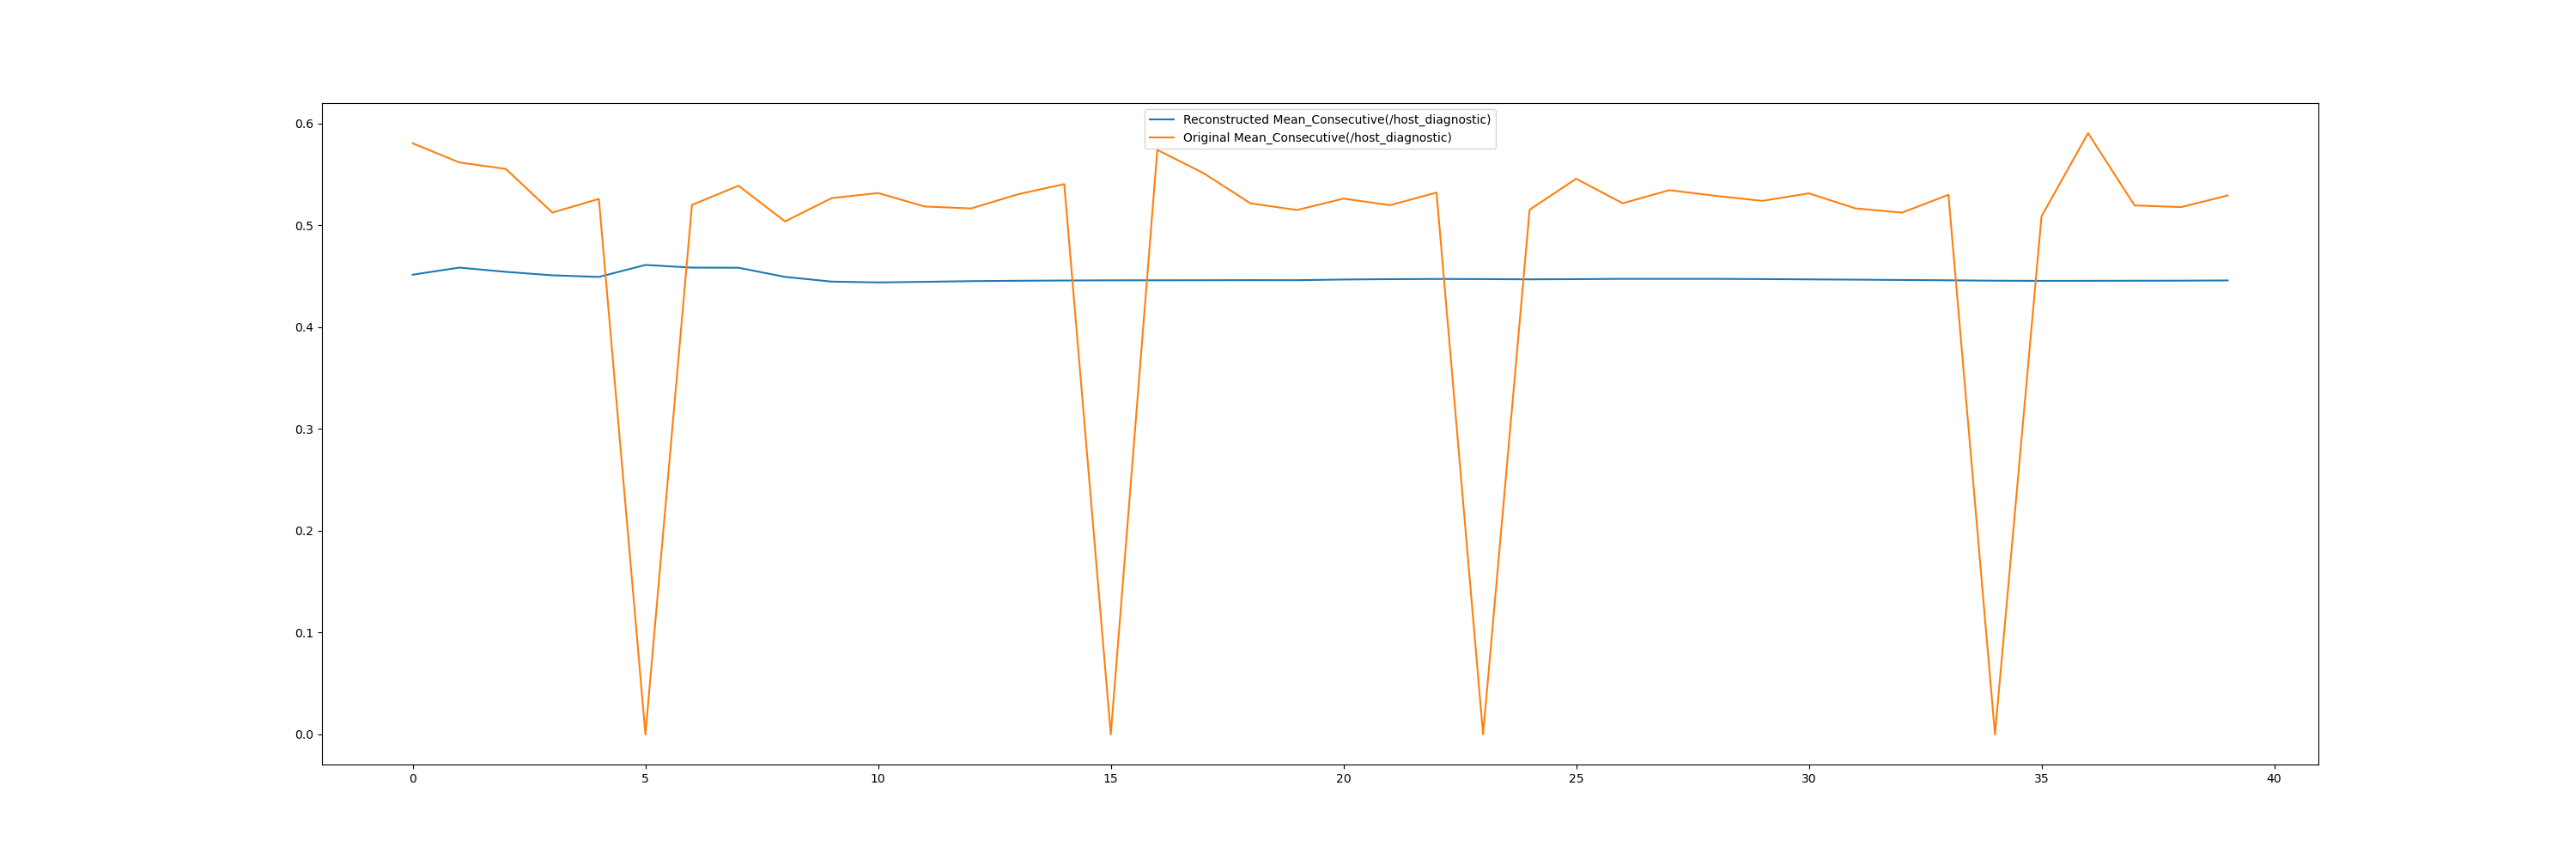 Reconstructed Mean_Consecutive(/host_diagnostic)
Original Mean_Consecutive(/host_diagnostic)
0.6
0.5
0.4
0.3
0.2
0.1
0.0
0 5 10 15 20 25 30 35 40